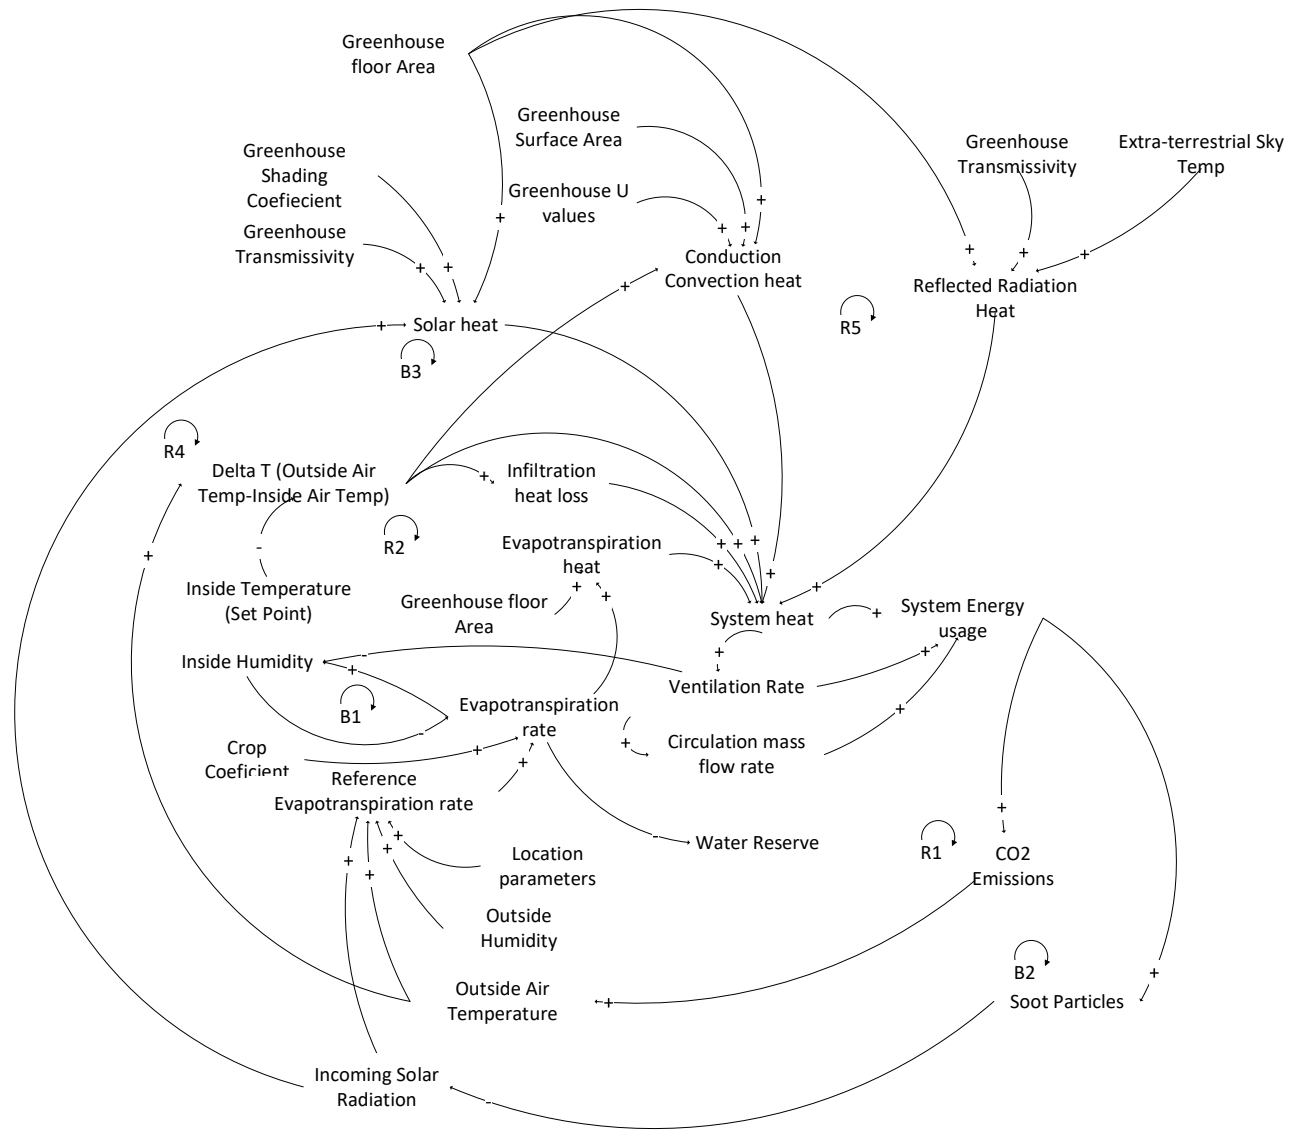 Greenhouse
floor Area
Greenhouse
Surface Area
Greenhouse
Transmissivity
Extra-terrestrial Sky
Temp
Greenhouse
Shading
Coefiecient
Greenhouse U
values
+
+
Greenhouse
Transmissivity
+
+
+
+
+
+
+
+
Conduction
Convection heat
+
Reflected Radiation
Heat
R5
+
Solar heat
B3
R4
Delta T (Outside Air
Temp-Inside Air Temp)
+
Infiltration
heat loss
R2
-
+
Evapotranspiration
heat
+
+
+
+
+
+
+
+
Inside Temperature
(Set Point)
Greenhouse floor
Area
System heat
+
System Energy
usage
Inside Humidity
-
+
+
+
Ventilation Rate
B1
-
Evapotranspiration
rate
+
+
Circulation mass
flow rate
Crop
Coeficient
+
+
Reference
Evapotranspiration rate
+
+
+
+
+
-
Water Reserve
R1
CO2
Emissions
Location
parameters
Outside
Humidity
B2
+
Outside Air
Temperature
+
Soot Particles
Incoming Solar
Radiation
-